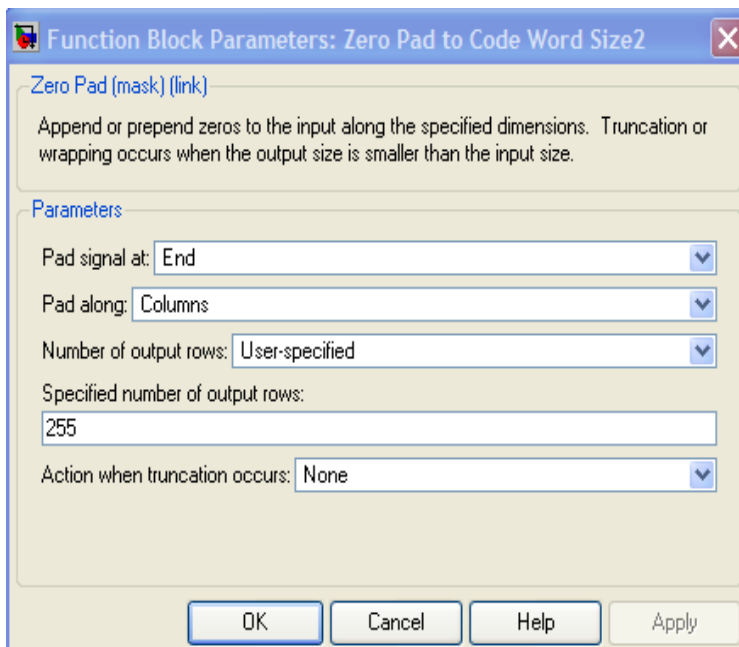 Function Block Parameters: Zero Pad to Code Word Size2
Zero Pad (mask) (link)
Append or prepend zeros to the input along the specified dimensions.  Truncation or
wrapping occurs when the output size is smaller than the input size.
Parameters
Pad signal at: End
Pad along: Columns
Number of output rows: User-specified
Specified number of output rows:
255
Action when truncation occurs: None
OK Cancel Help Apply